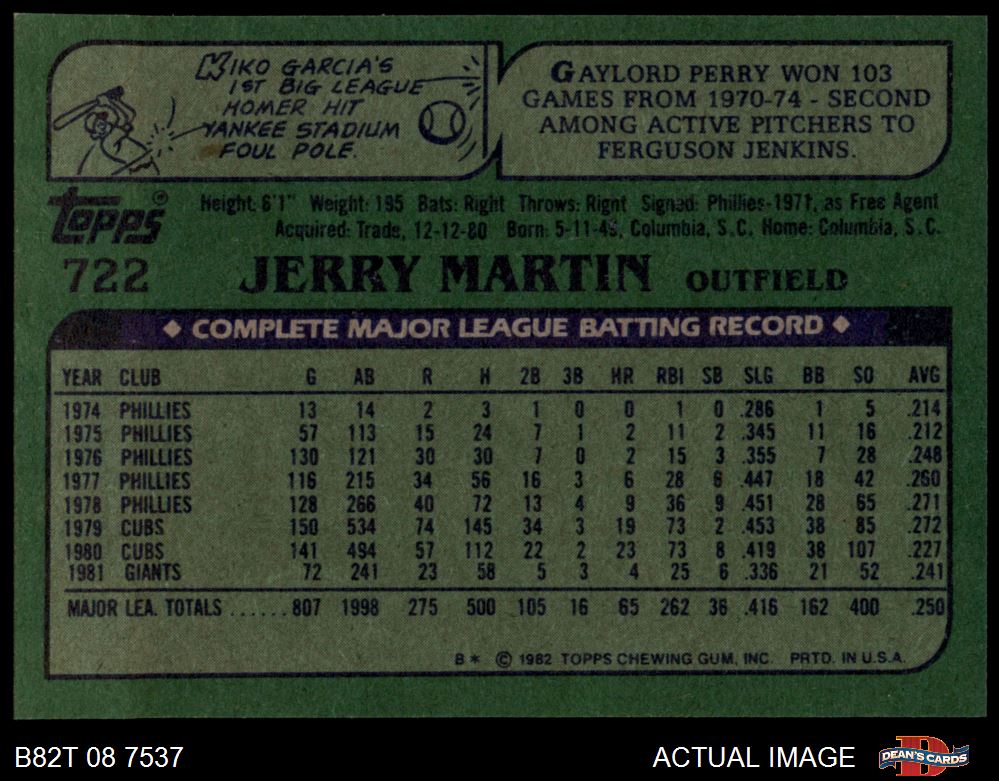 KIKO GARCIA'S
1ST BIG LEAGUE
HOMER HIT
YANKEE STADIUM
FOUL POLE.
GAYLORD PERRY WON 103
GAMES FROM 1970-74 - SECOND
AMONG ACTIVE PITCHERS TO
FERGUSON JENKINS.
Topps®
Height: 6'1" Weight: 195 Bats: Right Throws: Right Signed: Phillies-1971, as Free Agent
Acquired: Trade, 12-12-80 Born: 5-11-49, Columbia, S.C. Home: Columbia, S.C.
722 JERRY MARTIN OUTFIELD
◆ COMPLETE MAJOR LEAGUE BATTING RECORD ◆
YEAR CLUB G AB R H 2B 3B HR RBI SB SLG BB SO AVG
1974 PHILLIES 13 14 2 3 1 0 0 1 0 .286 1 5 .214
1975 PHILLIES 57 113 15 24 7 1 2 11 2 .345 11 16 .212
1976 PHILLIES 130 121 30 30 7 0 2 15 3 .355 7 28 .248
1977 PHILLIES 116 215 34 56 16 3 6 28 6 .447 18 42 .260
1978 PHILLIES 128 266 40 72 13 4 9 36 9 .451 28 65 .271
1979 CUBS 150 534 74 145 34 3 19 73 2 .453 38 85 .272
1980 CUBS 141 494 57 112 22 2 23 73 8 .419 38 107 .227
1981 GIANTS 72 241 23 58 5 3 4 25 6 .336 21 52 .241
MAJOR LEA. TOTALS ...... 807 1998 275 500 105 16 65 262 36 .416 162 400 .250
B* © 1982 TOPPS CHEWING GUM, INC. PRTD. IN U.S.A.
B82T 08 7537 ACTUAL IMAGE DEAN'S CARDS